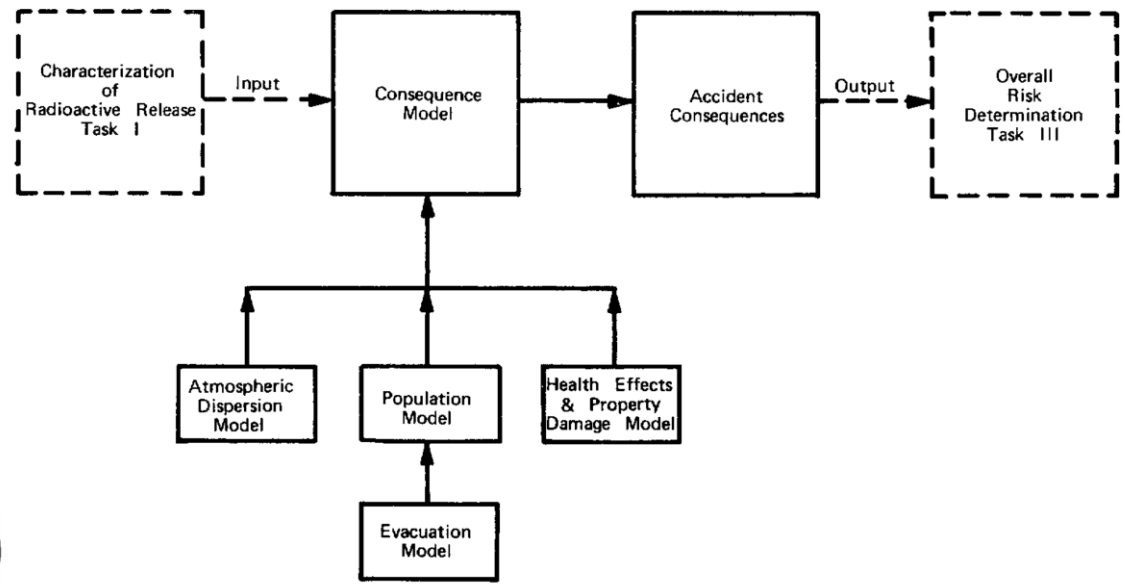 Characterization
of
Radioactive Release
Task I
Input
Consequence
Model
Accident
Consequences
Output
Overall
Risk
Determination
Task III
Atmospheric
Dispersion
Model
Population
Model
Health Effects
& Property
Damage Model
Evacuation
Model